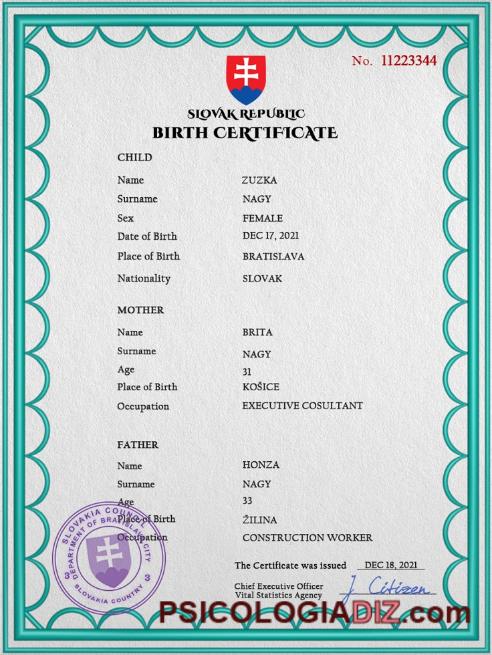 No. 11223344
SLOVAK REPUBLIC
BIRTH CERTIFICATE
CHILD
Name ZUZKA
Surname NAGY
Sex FEMALE
Date of Birth DEC 17, 2021
Place of Birth BRATISLAVA
Nationality SLOVAK
MOTHER
Name BRITA
Surname NAGY
Age 31
Place of Birth KOŠICE
Occupation EXECUTIVE COSULTANT
FATHER
Name HONZA
Surname NAGY
Age 33
Place of Birth ŽILINA
Occupation CONSTRUCTION WORKER
SLOVAKIA COUNCIL
DEPARTMENT OF BRATISLAVA CITY
3 3
SLOVAKIA COUNTRY
The Certificate was issued DEC 18, 2021
Chief Executive Officer
Vital Statistics Agency
J Citizen
PSICOLOGIADIZ.com